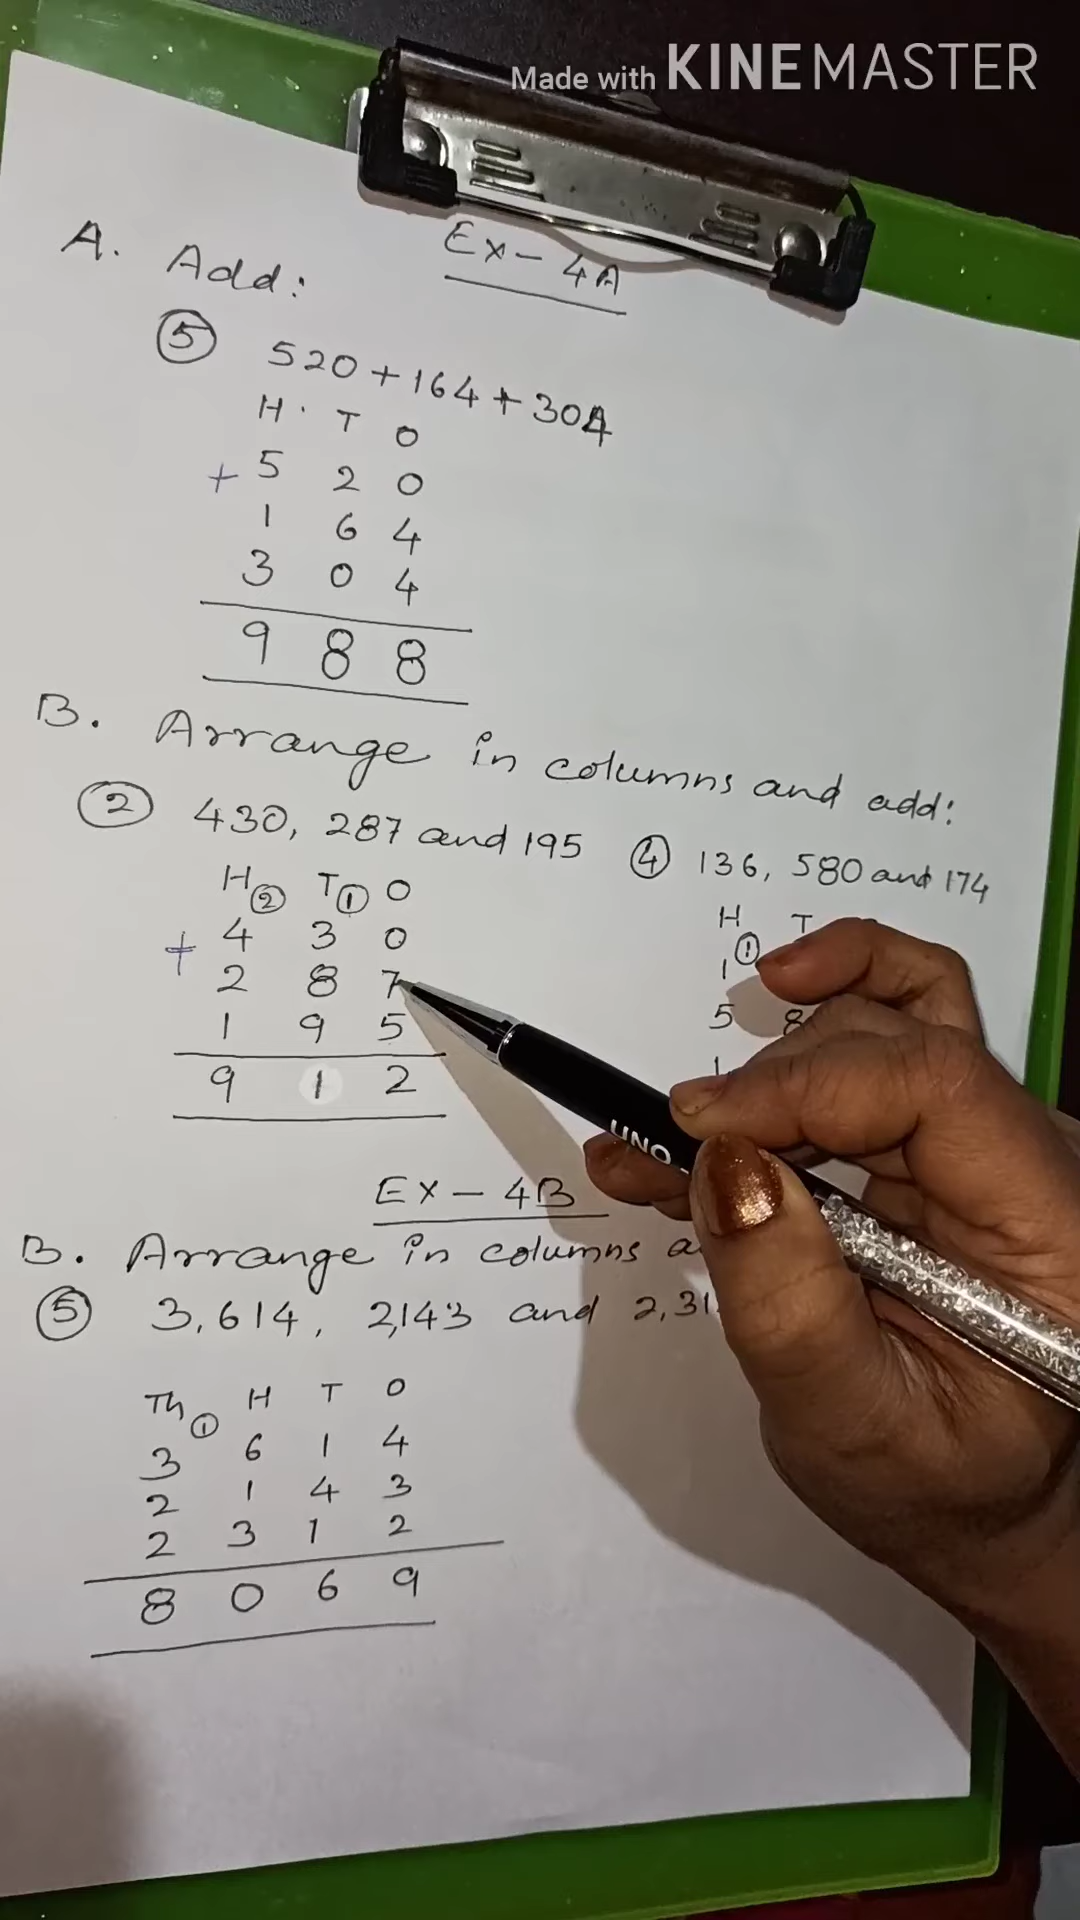 Made with KINEMASTER
Ex - 4A
A. Add:
5 520 + 164 + 304
H . T O
+ 5 2 0
1 6 4
3 0 4
9 8 8
B. Arrange in columns and add:
2 430, 287 and 195
H 2 T 1 O
+ 4 3 0
2 8 7
1 9 5
9 1 2
4 136, 580 and 174
H T
1
1
5 8
1
UNO
Ex - 4B
B. Arrange in columns
5 3,614, 2,143 and 2,31
Th 1 H T O
3 6 1 4
2 1 4 3
2 3 1 2
8 0 6 9